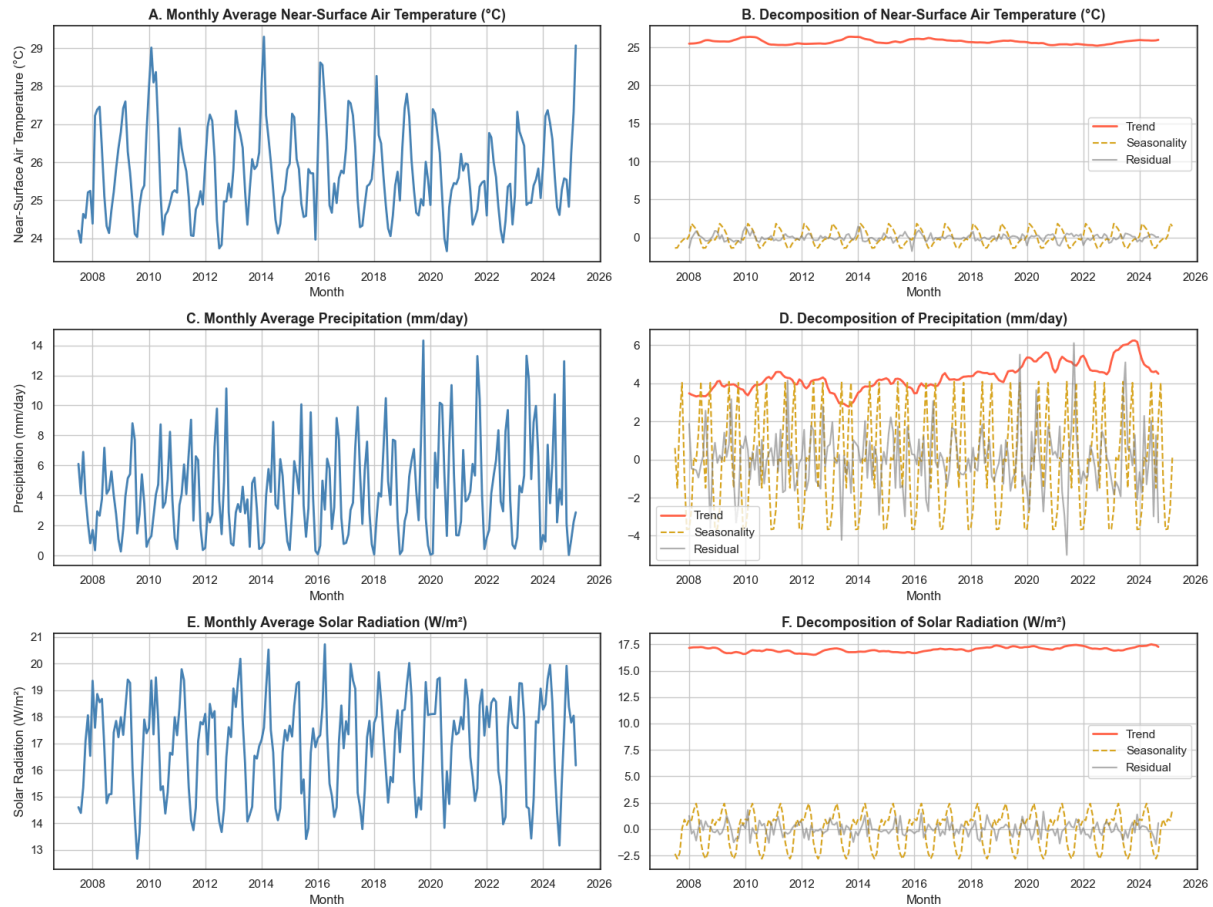 A. Monthly Average Near-Surface Air Temperature (°C)
Near-Surface Air Temperature (°C)
29
28
27
26
25
24
2008 2010 2012 2014 2016 2018 2020 2022 2024 2026
Month
B. Decomposition of Near-Surface Air Temperature (°C)
25
20
15
10
5
0
Trend
Seasonality
Residual
2008 2010 2012 2014 2016 2018 2020 2022 2024 2026
Month
C. Monthly Average Precipitation (mm/day)
Precipitation (mm/day)
14
12
10
8
6
4
2
0
2008 2010 2012 2014 2016 2018 2020 2022 2024 2026
Month
D. Decomposition of Precipitation (mm/day)
6
4
2
0
−2
−4
Trend
Seasonality
Residual
2008 2010 2012 2014 2016 2018 2020 2022 2024 2026
Month
E. Monthly Average Solar Radiation (W/m²)
Solar Radiation (W/m²)
21
20
19
18
17
16
15
14
13
2008 2010 2012 2014 2016 2018 2020 2022 2024 2026
Month
F. Decomposition of Solar Radiation (W/m²)
17.5
15.0
12.5
10.0
7.5
5.0
2.5
0.0
−2.5
Trend
Seasonality
Residual
2008 2010 2012 2014 2016 2018 2020 2022 2024 2026
Month